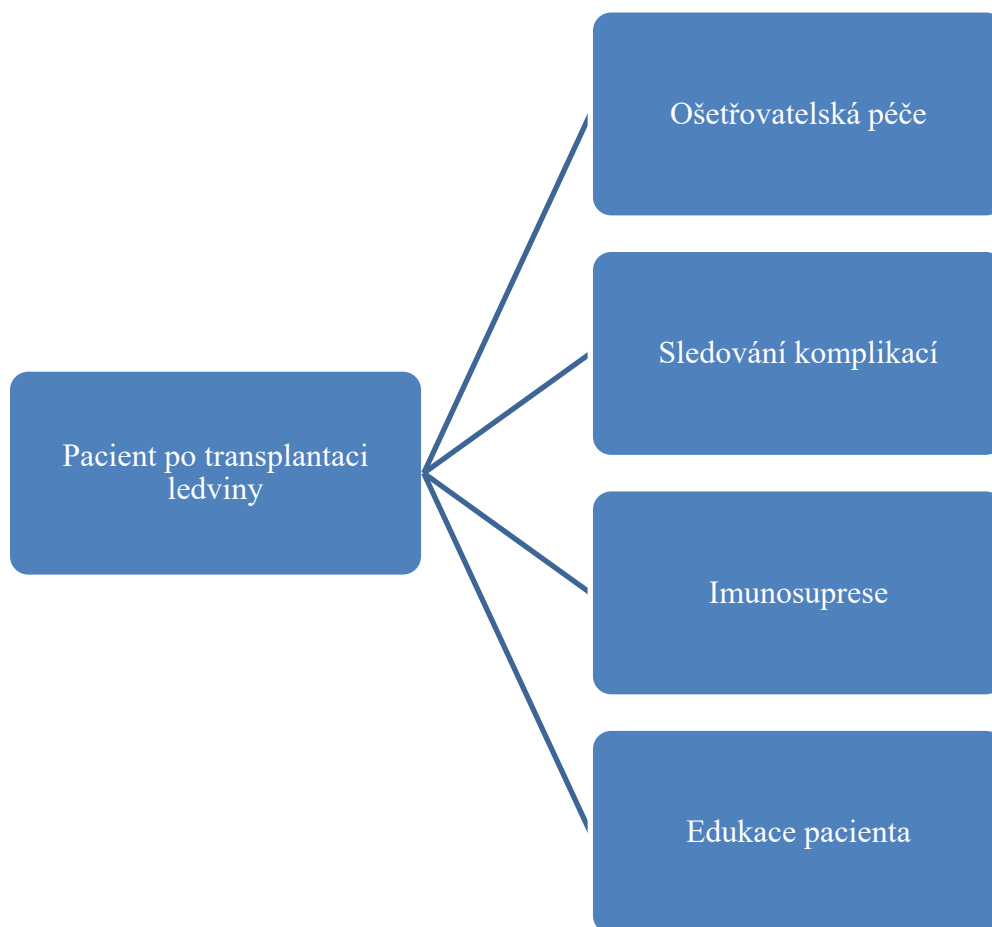 Ošetřovatelská péče
Sledování komplikací
Pacient po transplantaci
ledviny
Imunosuprese
Edukace pacienta